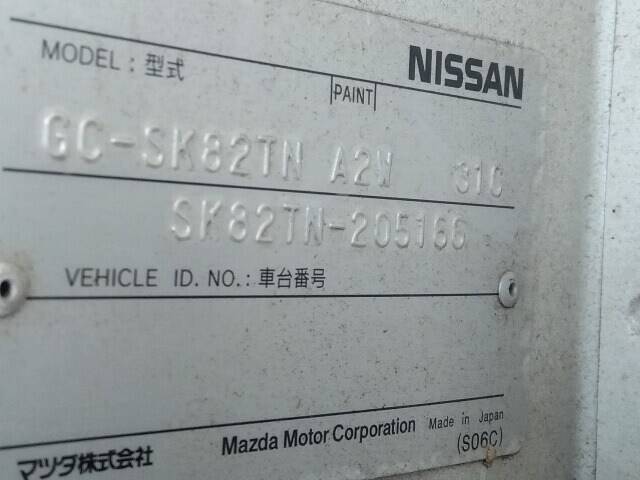 MODEL : 型式
NISSAN
PAINT
GC-SK82TN A2W 31C
SK82TN-205166
VEHICLE ID. NO. : 車台番号
マツダ株式会社 Mazda Motor Corporation Made in Japan
(S06C)